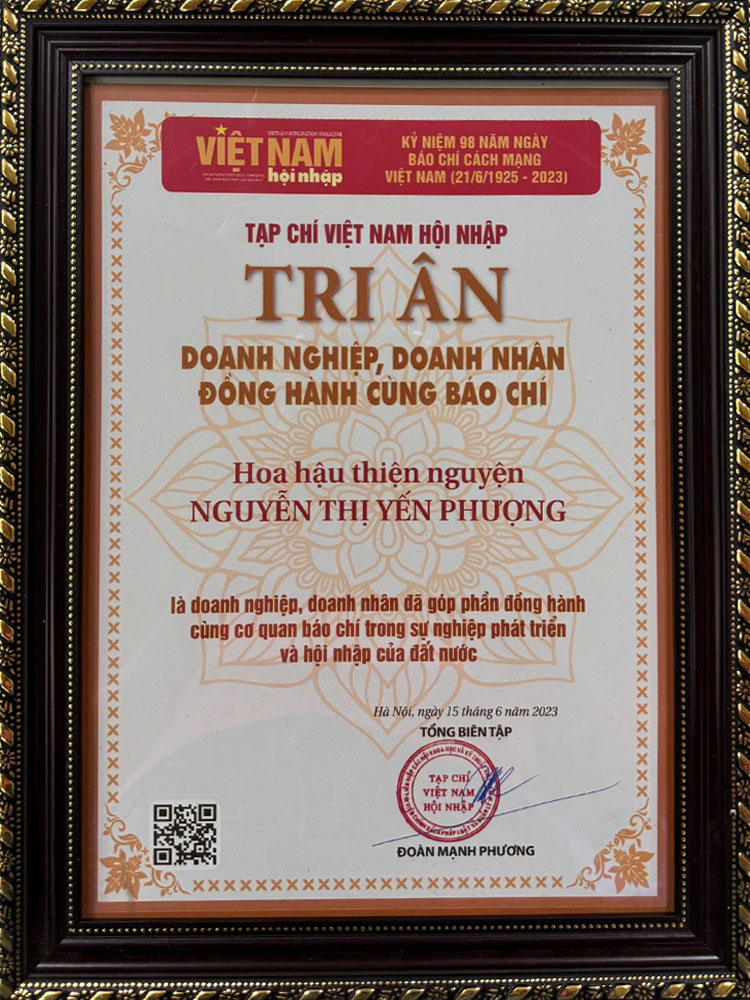 VIETNAM INTEGRATION MAGAZINE
VIỆT NAM
hội nhập
KỶ NIỆM 98 NĂM NGÀY
BÁO CHÍ CÁCH MẠNG
VIỆT NAM (21/6/1925 - 2023)
TẠP CHÍ VIỆT NAM HỘI NHẬP
TRI ÂN
DOANH NGHIỆP, DOANH NHÂN
ĐỒNG HÀNH CÙNG BÁO CHÍ
Hoa hậu thiện nguyện
NGUYỄN THỊ YẾN PHƯỢNG
là doanh nghiệp, doanh nhân đã góp phần đồng hành
cùng cơ quan báo chí trong sự nghiệp phát triển
và hội nhập của đất nước
Hà Nội, ngày 15 tháng 6 năm 2023
TỔNG BIÊN TẬP
TẠP CHÍ
VIỆT NAM
HỘI NHẬP
ĐOÀN MẠNH PHƯƠNG